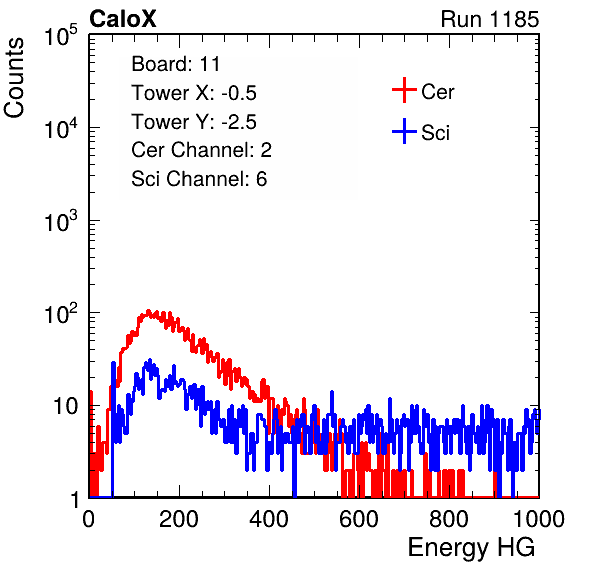 CaloX Run 1185
Counts
10^5
10^4
10^3
10^2
10
1
Board: 11
Tower X: -0.5
Tower Y: -2.5
Cer Channel: 2
Sci Channel: 6
Cer
Sci
0 200 400 600 800 1000
Energy HG